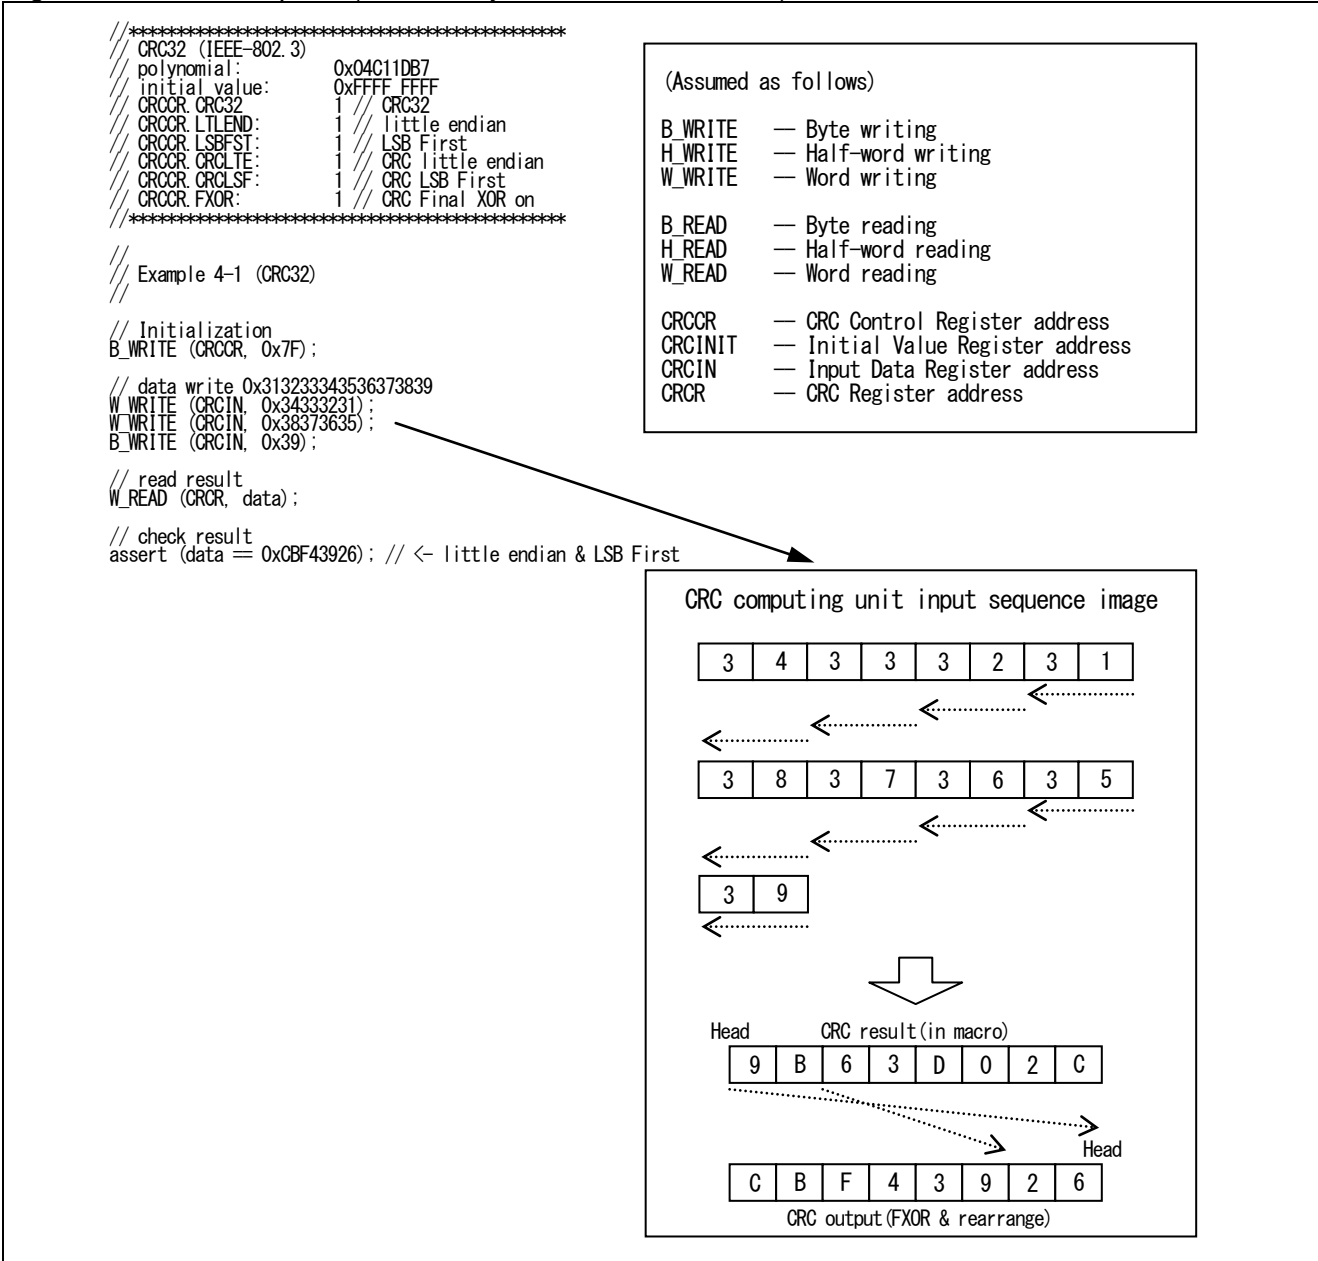 //**************************************************
// CRC32 (IEEE-802.3)
// polynomial: 0x04C11DB7
// initial value: 0xFFFF_FFFF
// CRCCR.CRC32 1 // CRC32
// CRCCR.LTLEND: 1 // little endian
// CRCCR.LSBFST: 1 // LSB First
// CRCCR.CRCLTE: 1 // CRC little endian
// CRCCR.CRCLSF: 1 // CRC LSB First
// CRCCR.FXOR: 1 // CRC Final XOR on
//**************************************************
//
// Example 4-1 (CRC32)
//
// Initialization
B_WRITE (CRCCR, 0x7F);
// data write 0x313233343536373839
W_WRITE (CRCIN, 0x34333231);
W_WRITE (CRCIN, 0x38373635);
B_WRITE (CRCIN, 0x39);
// read result
W_READ (CRCR, data);
// check result
assert (data == 0xCBF43926); // <- little endian & LSB First
(Assumed as follows)
B_WRITE -- Byte writing
H_WRITE -- Half-word writing
W_WRITE -- Word writing
B_READ -- Byte reading
H_READ -- Half-word reading
W_READ -- Word reading
CRCCR -- CRC Control Register address
CRCINIT -- Initial Value Register address
CRCIN -- Input Data Register address
CRCR -- CRC Register address
CRC computing unit input sequence image
3 4 3 3 3 2 3 1
3 8 3 7 3 6 3 5
3 9
Head CRC result(in macro)
9 B 6 3 D 0 2 C
Head
C B F 4 3 9 2 6
CRC output(FXOR & rearrange)